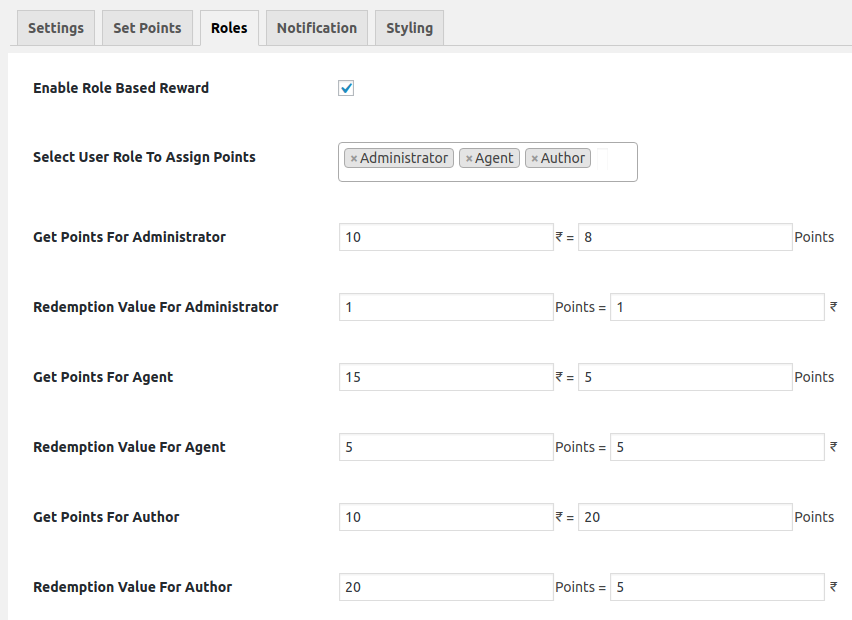 Settings Set Points Roles Notification Styling
Enable Role Based Reward
Select User Role To Assign Points × Administrator × Agent × Author
Get Points For Administrator 10 ₹ = 8 Points
Redemption Value For Administrator 1 Points = 1 ₹
Get Points For Agent 15 ₹ = 5 Points
Redemption Value For Agent 5 Points = 5 ₹
Get Points For Author 10 ₹ = 20 Points
Redemption Value For Author 20 Points = 5 ₹